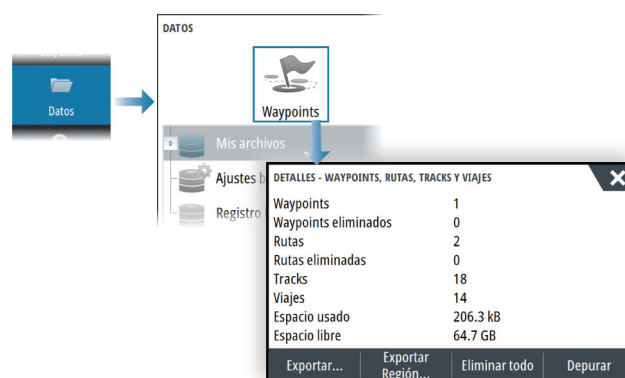 DATOS
Datos
Waypoints
Mis archivos
Ajustes b
Registro
DETALLES - WAYPOINTS, RUTAS, TRACKS Y VIAJES
Waypoints 1
Waypoints eliminados 0
Rutas 2
Rutas eliminadas 0
Tracks 18
Viajes 14
Espacio usado 206.3 kB
Espacio libre 64.7 GB
Exportar...
Exportar
Región...
Eliminar todo
Depurar